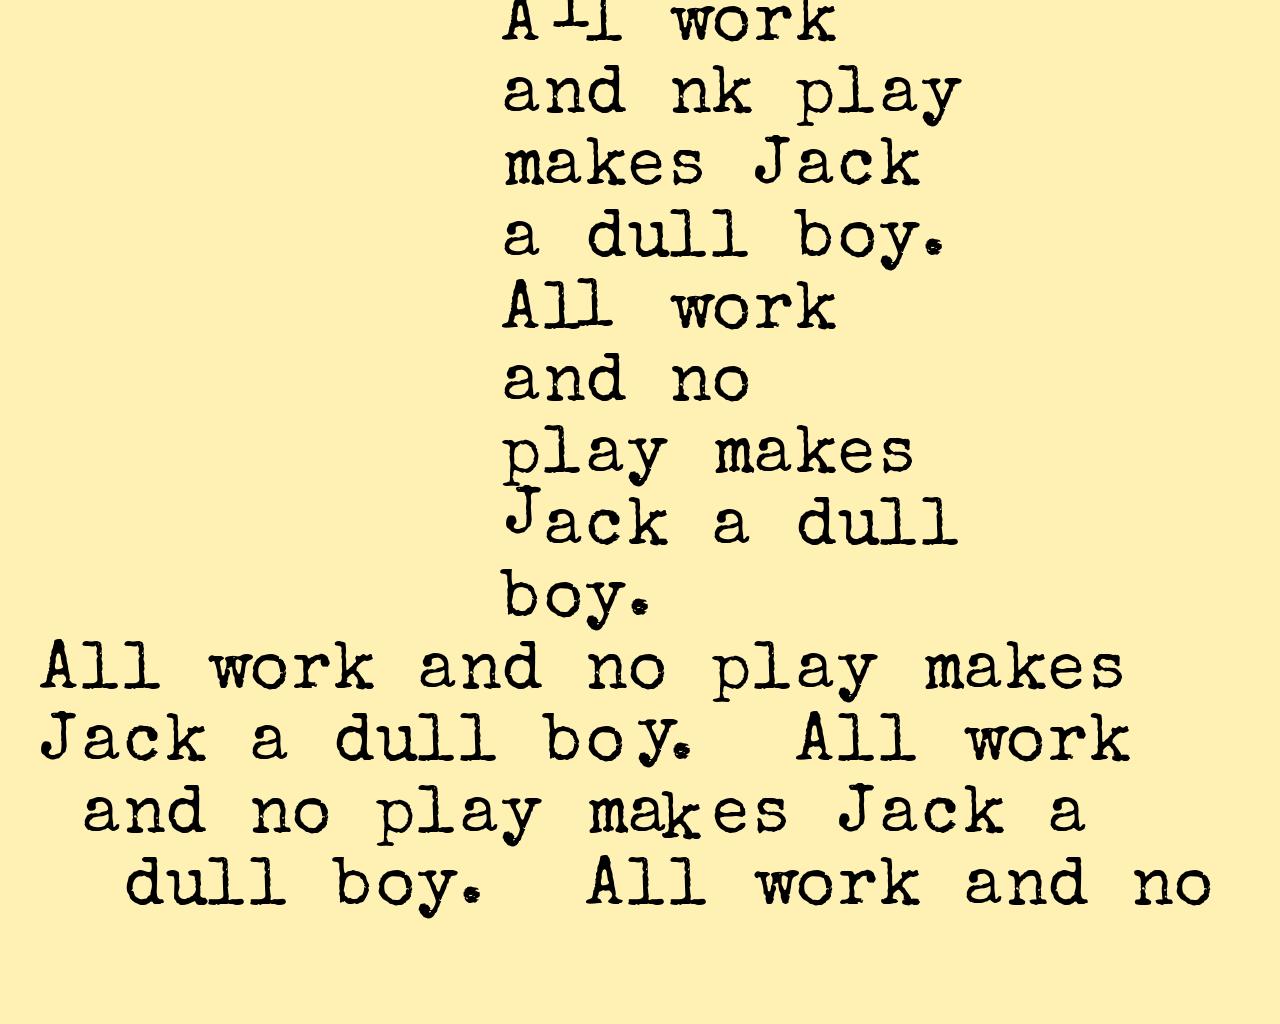 All work
and nk play
makes Jack
a dull boy.
All work
and no
play makes
Jack a dull
boy.
All work and no play makes
Jack a dull boy.  All work
and no play makes Jack a
dull boy.  All work and no